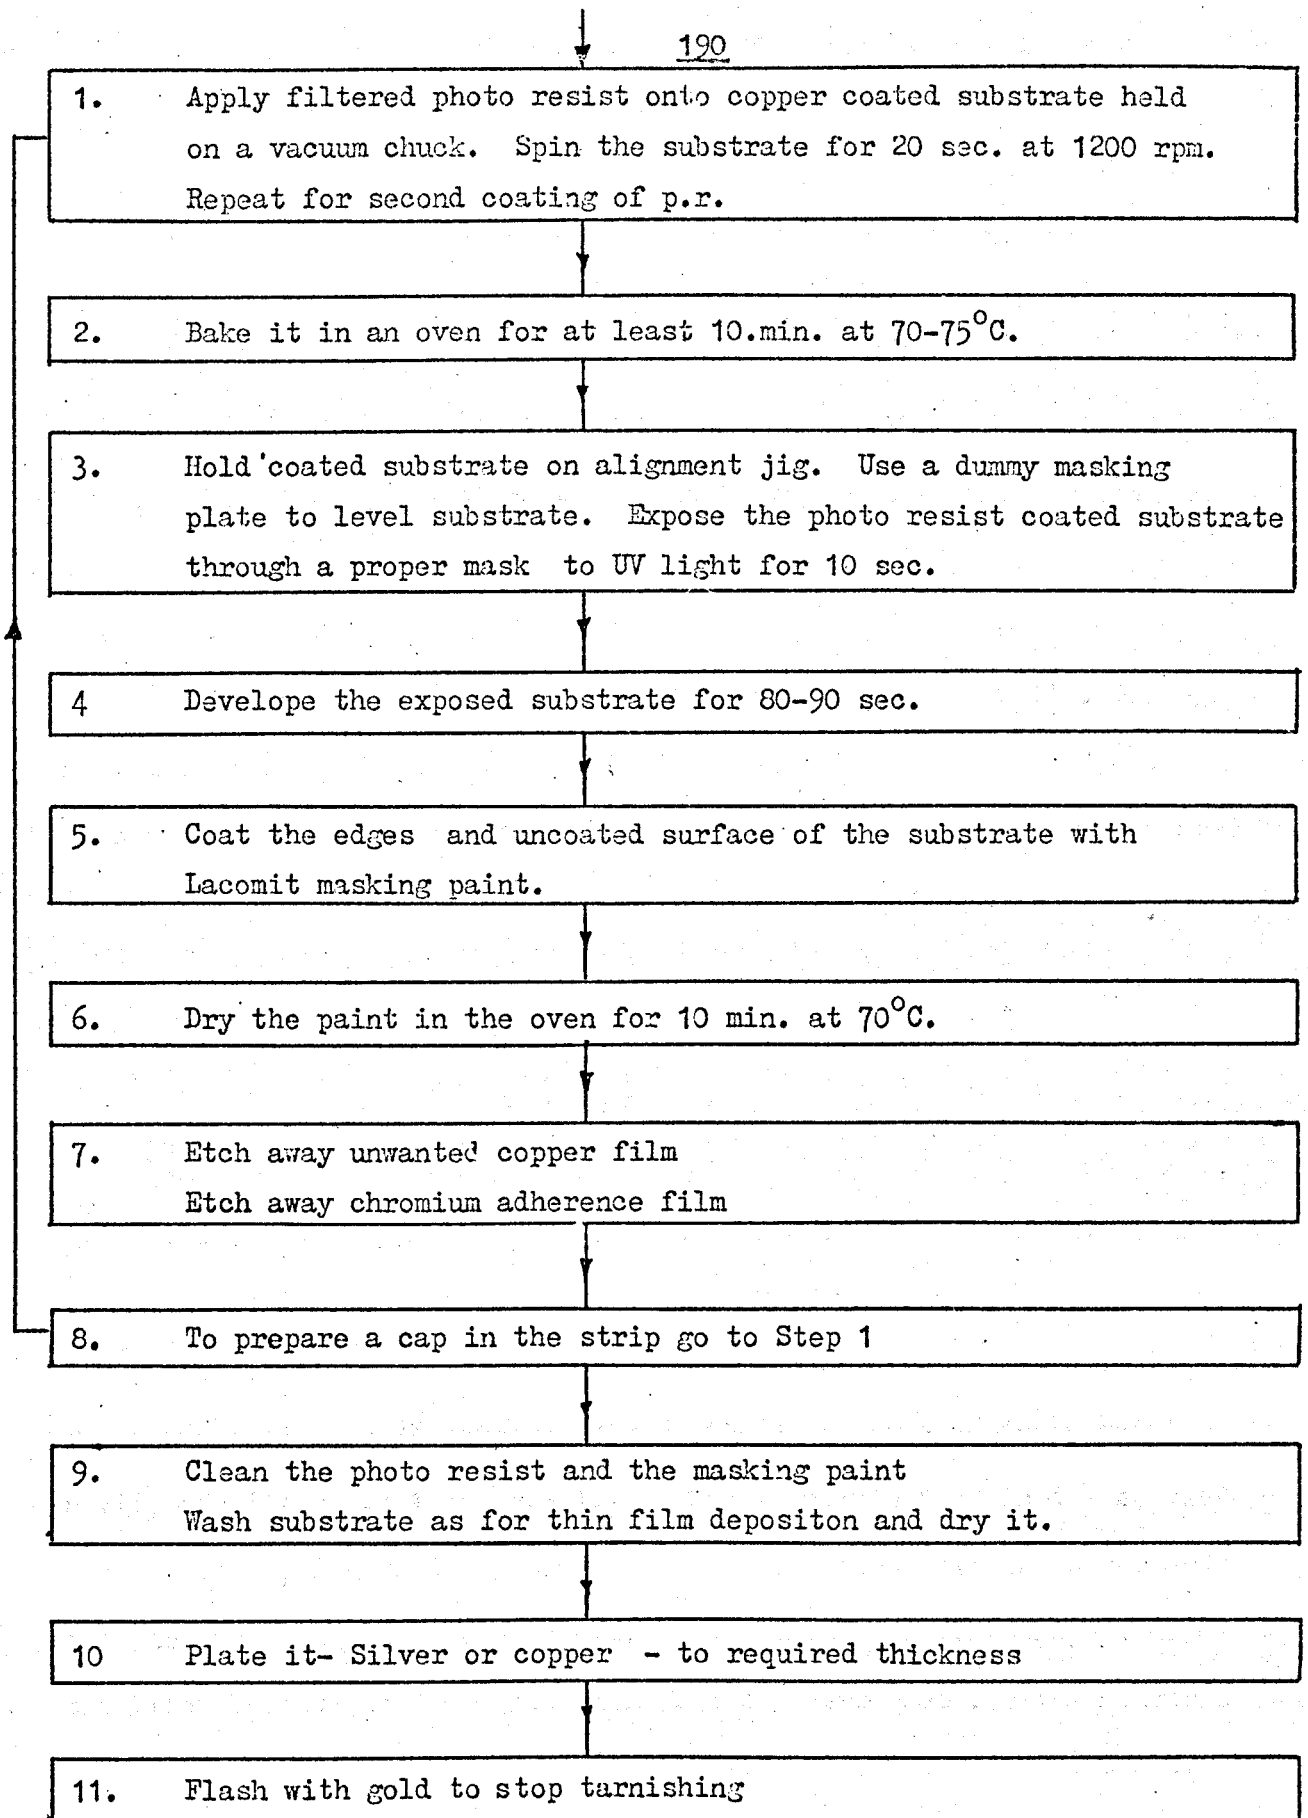 190
1. Apply filtered photo resist onto copper coated substrate held
on a vacuum chuck. Spin the substrate for 20 sec. at 1200 rpm.
Repeat for second coating of p.r.
2. Bake it in an oven for at least 10.min. at 70-75°C.
3. Hold coated substrate on alignment jig. Use a dummy masking
plate to level substrate. Expose the photo resist coated substrate
through a proper mask to UV light for 10 sec.
4 Develope the exposed substrate for 80-90 sec.
5. Coat the edges and uncoated surface of the substrate with
Lacomit masking paint.
6. Dry the paint in the oven for 10 min. at 70°C.
7. Etch away unwanted copper film
Etch away chromium adherence film
8. To prepare a cap in the strip go to Step 1
9. Clean the photo resist and the masking paint
Wash substrate as for thin film depositon and dry it.
10 Plate it- Silver or copper - to required thickness
11. Flash with gold to stop tarnishing